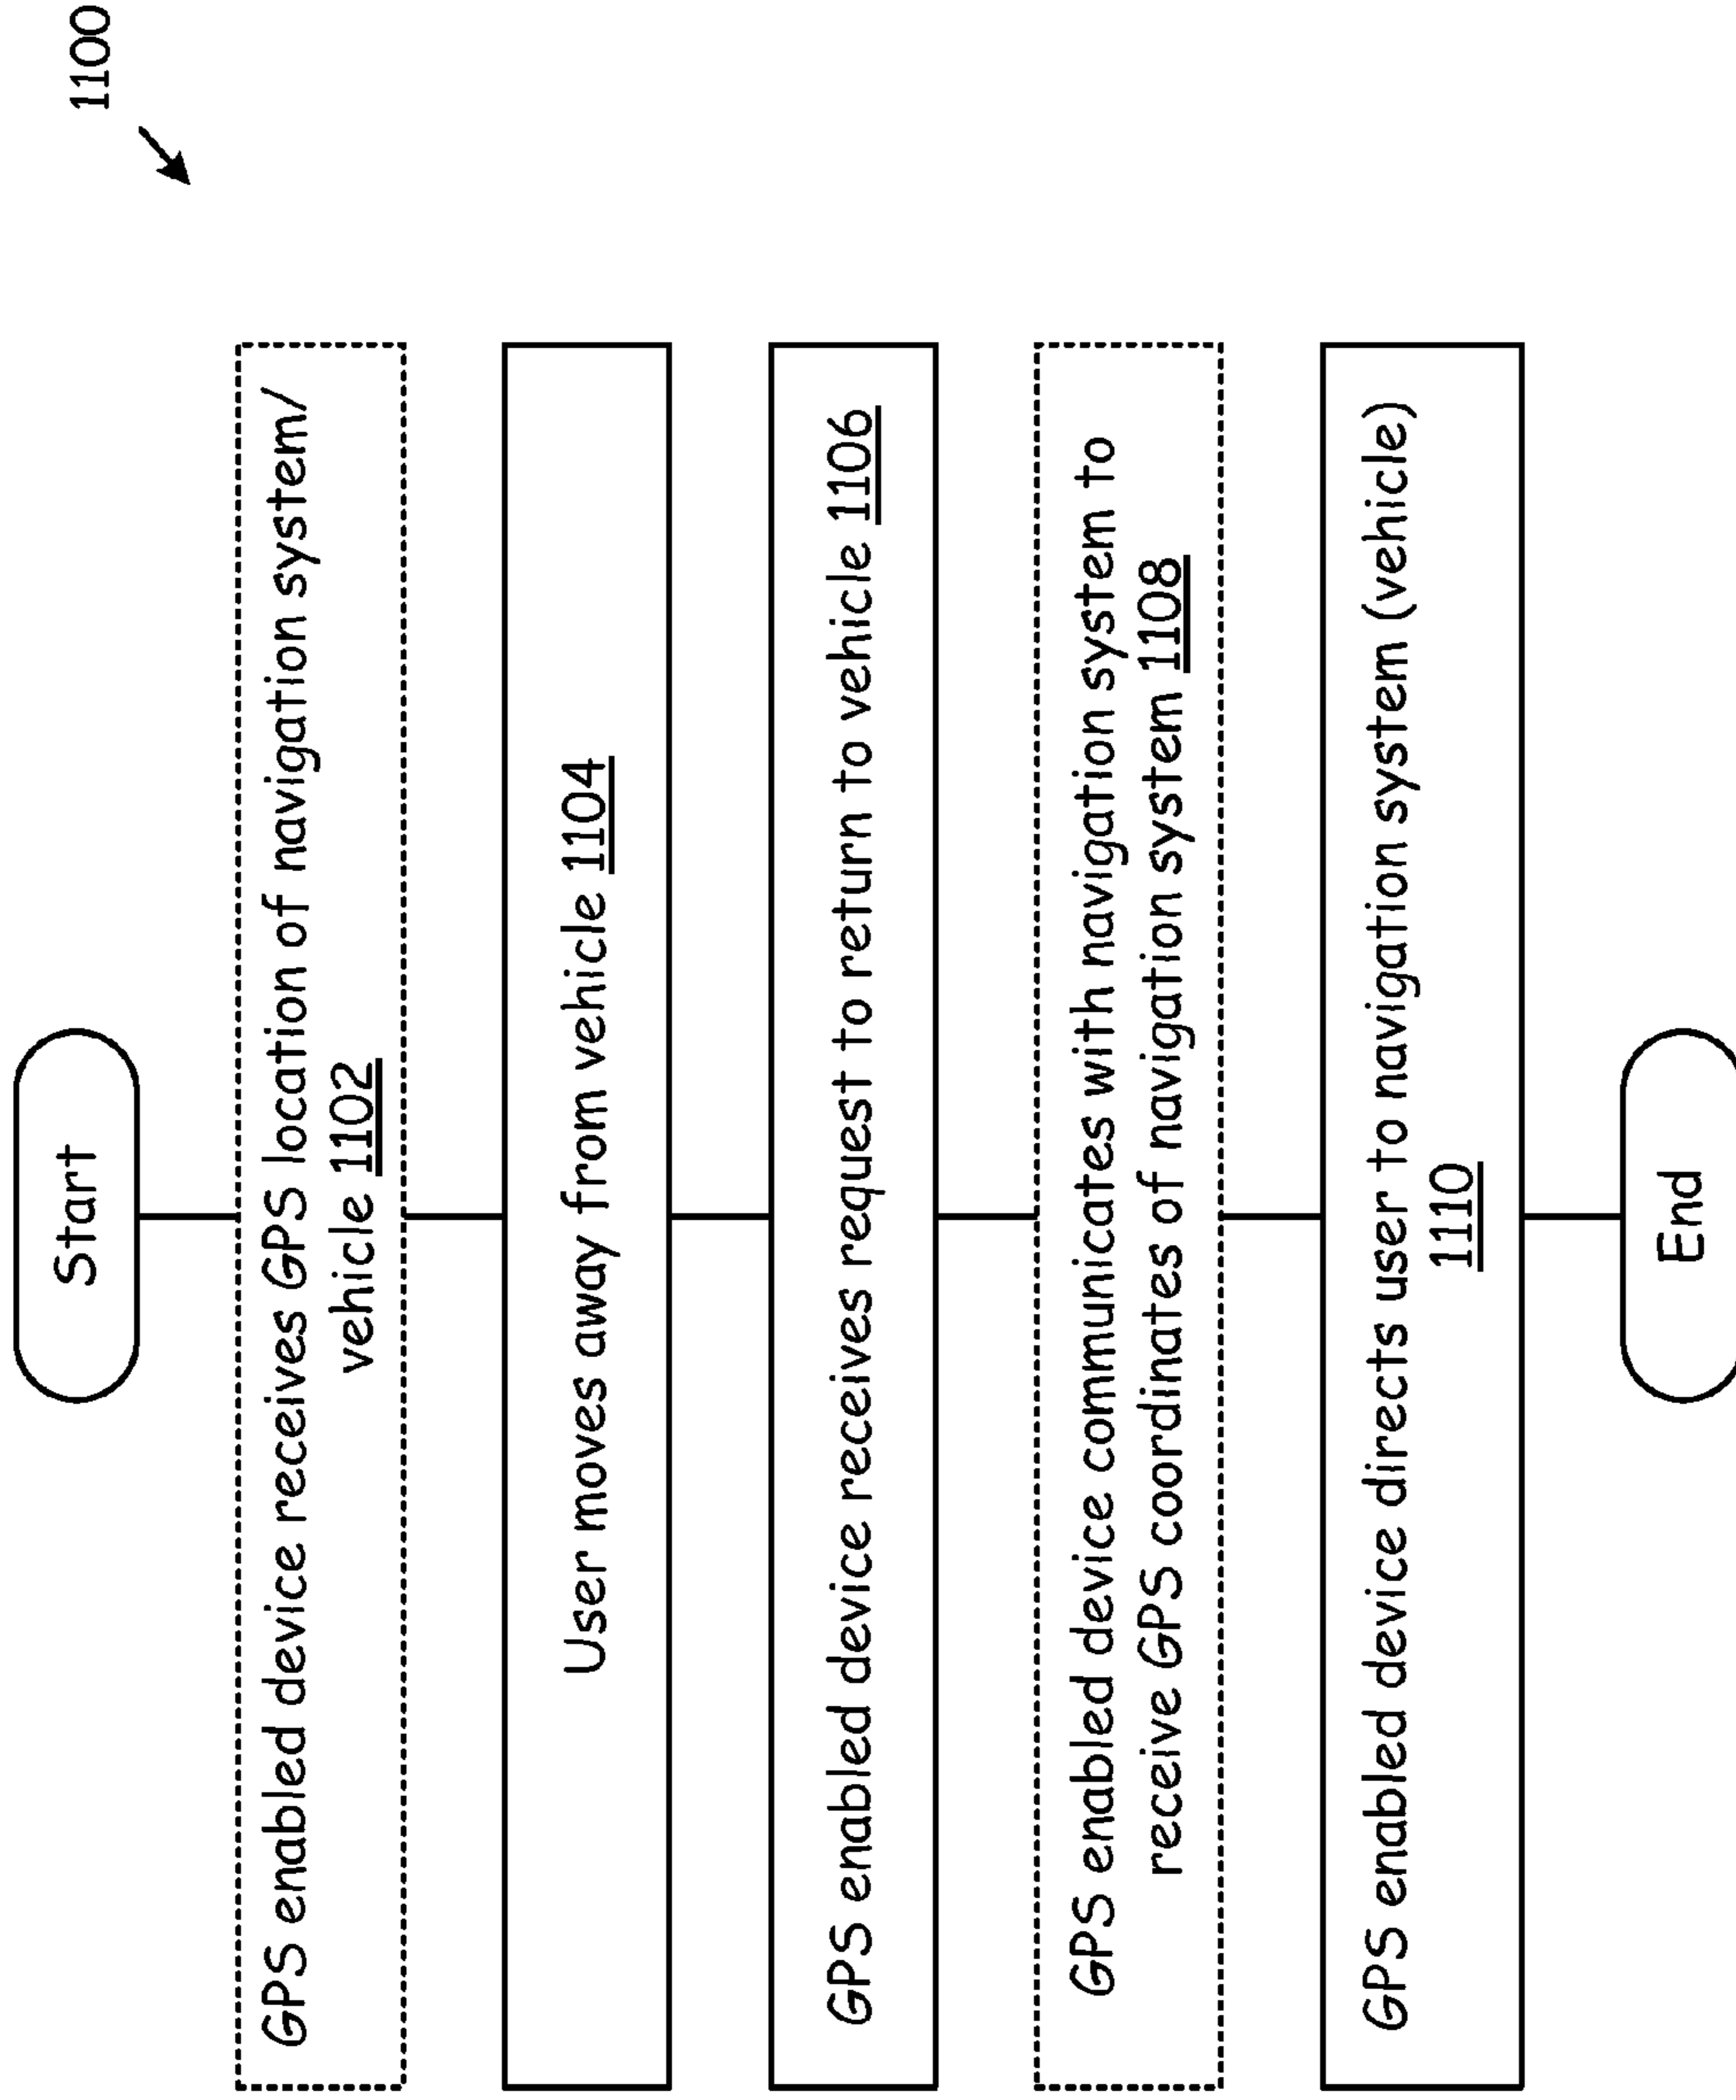 1100
Start
GPS enabled device receives GPS location of navigation system/
vehicle 1102
User moves away from vehicle 1104
GPS enabled device receives request to return to vehicle 1106
GPS enabled device communicates with navigation system to
receive GPS coordinates of navigation system 1108
GPS enabled device directs user to navigation system (vehicle)
1110
End